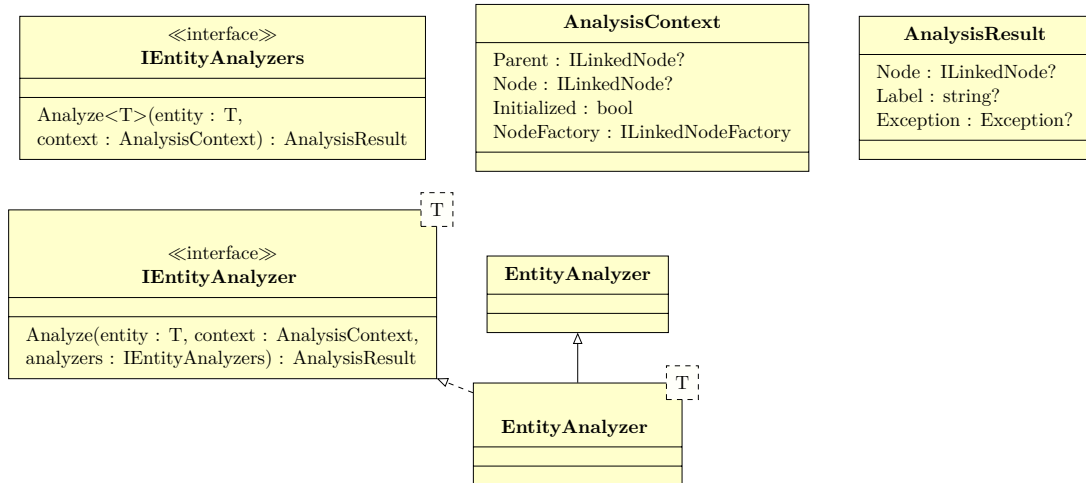 ≪interface≫
IEntityAnalyzers
Analyze<T>(entity : T,
context : AnalysisContext) : AnalysisResult
AnalysisContext
Parent : ILinkedNode?
Node : ILinkedNode?
Initialized : bool
NodeFactory : ILinkedNodeFactory
AnalysisResult
Node : ILinkedNode?
Label : string?
Exception : Exception?
T
≪interface≫
IEntityAnalyzer
Analyze(entity : T, context : AnalysisContext,
analyzers : IEntityAnalyzers) : AnalysisResult
EntityAnalyzer
T
EntityAnalyzer